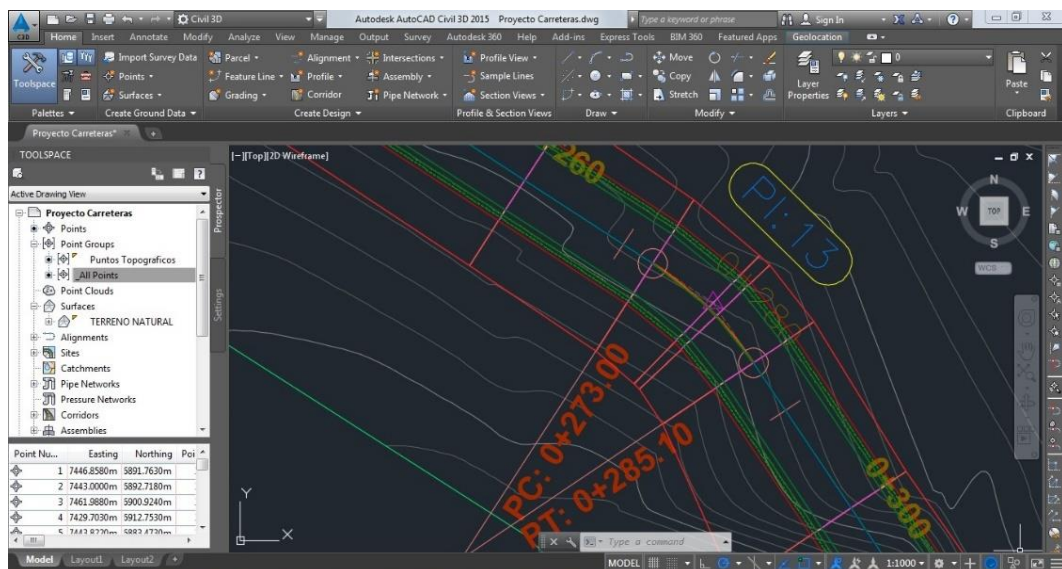 Civil 3D
Autodesk AutoCAD Civil 3D 2015 Proyecto Carreteras.dwg
Type a keyword or phrase
Sign In
C3D
Home Insert Annotate Modify Analyze View Manage Output Survey Autodesk 360 Help Add-ins Express Tools BIM 360 Featured Apps Geolocation
Toolspace
Import Survey Data
Points
Surfaces
Parcel
Feature Line
Grading
Alignment
Profile
Corridor
Intersections
Assembly
Pipe Network
Profile View
Sample Lines
Section Views
Move
Copy
Stretch
Layer Properties
0
Paste
Palettes Create Ground Data Create Design Profile & Section Views Draw Modify Layers Clipboard
Proyecto Carreteras*
TOOLSPACE
Active Drawing View
Proyecto Carreteras
Points
Point Groups
Puntos Topograficos
_All Points
Point Clouds
Surfaces
TERRENO NATURAL
Alignments
Sites
Catchments
Pipe Networks
Pressure Networks
Corridors
Assemblies
Prospector
Settings
Point Nu... Easting Northing Poi
1 7446.8580m 5891.7630m
2 7443.0000m 5892.7180m
3 7461.9880m 5900.9240m
4 7429.7030m 5912.7530m
[-][Top][2D Wireframe]
+260
PI: 13
0+280
PC: 0+273.00
PT: 0+285.10
0+300
N
W TOP E
S
WCS
Y
X
Type a command
Model Layout1 Layout2 +
MODEL
1:1000